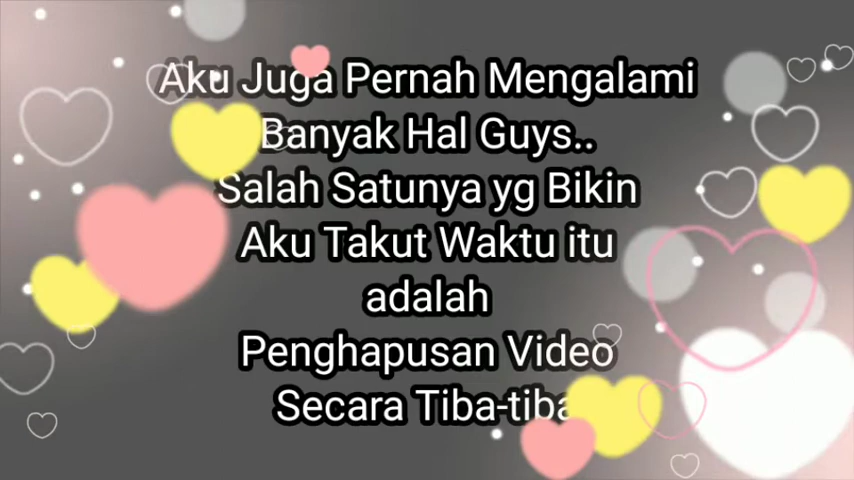 Aku Juga Pernah Mengalami
Banyak Hal Guys..
Salah Satunya yg Bikin
Aku Takut Waktu itu
adalah
Penghapusan Video
Secara Tiba-tiba